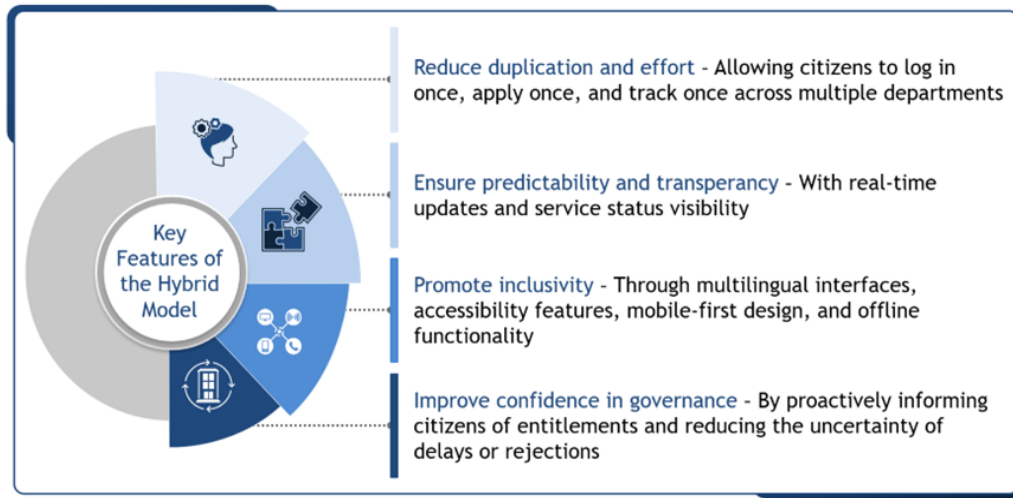 Key
Features of
the Hybrid
Model
Reduce duplication and effort - Allowing citizens to log in
once, apply once, and track once across multiple departments
Ensure predictability and transperancy - With real-time
updates and service status visibility
Promote inclusivity - Through multilingual interfaces,
accessibility features, mobile-first design, and offline
functionality
Improve confidence in governance - By proactively informing
citizens of entitlements and reducing the uncertainty of
delays or rejections